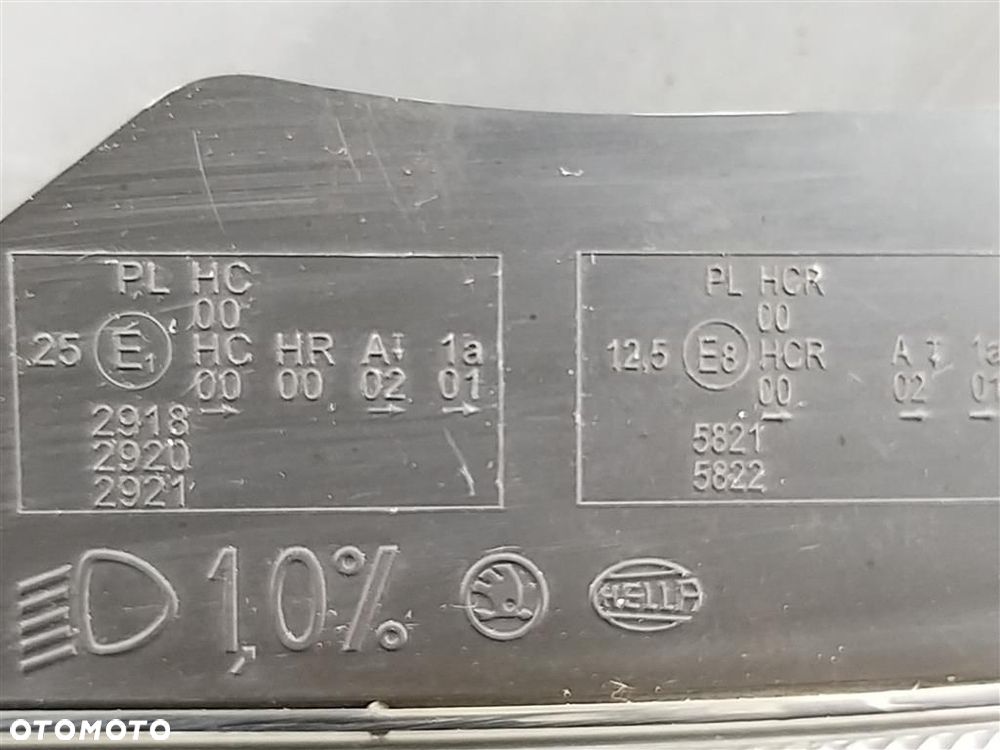 PL HC
00
25 E1 HC HR A 1a
00 00 02 01
2918
2920
2921
PL HCR
00
12,5 E8 HCR A 1a
00 02 01
5821
5822
1,0%
HELLA
OTOMOTO